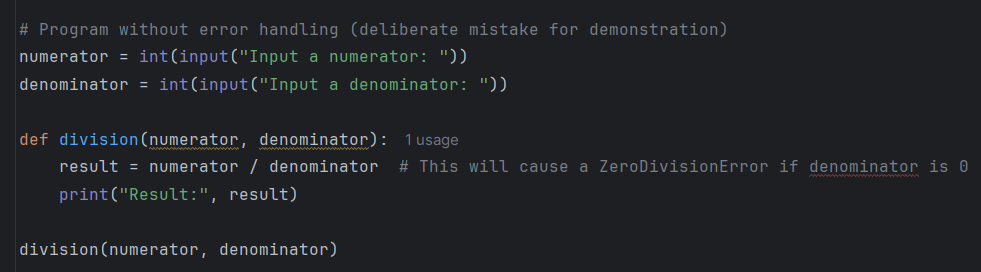 # Program without error handling (deliberate mistake for demonstration)
numerator = int(input("Input a numerator: "))
denominator = int(input("Input a denominator: "))
def division(numerator, denominator): 1 usage
    result = numerator / denominator  # This will cause a ZeroDivisionError if denominator is 0
    print("Result:", result)
division(numerator, denominator)